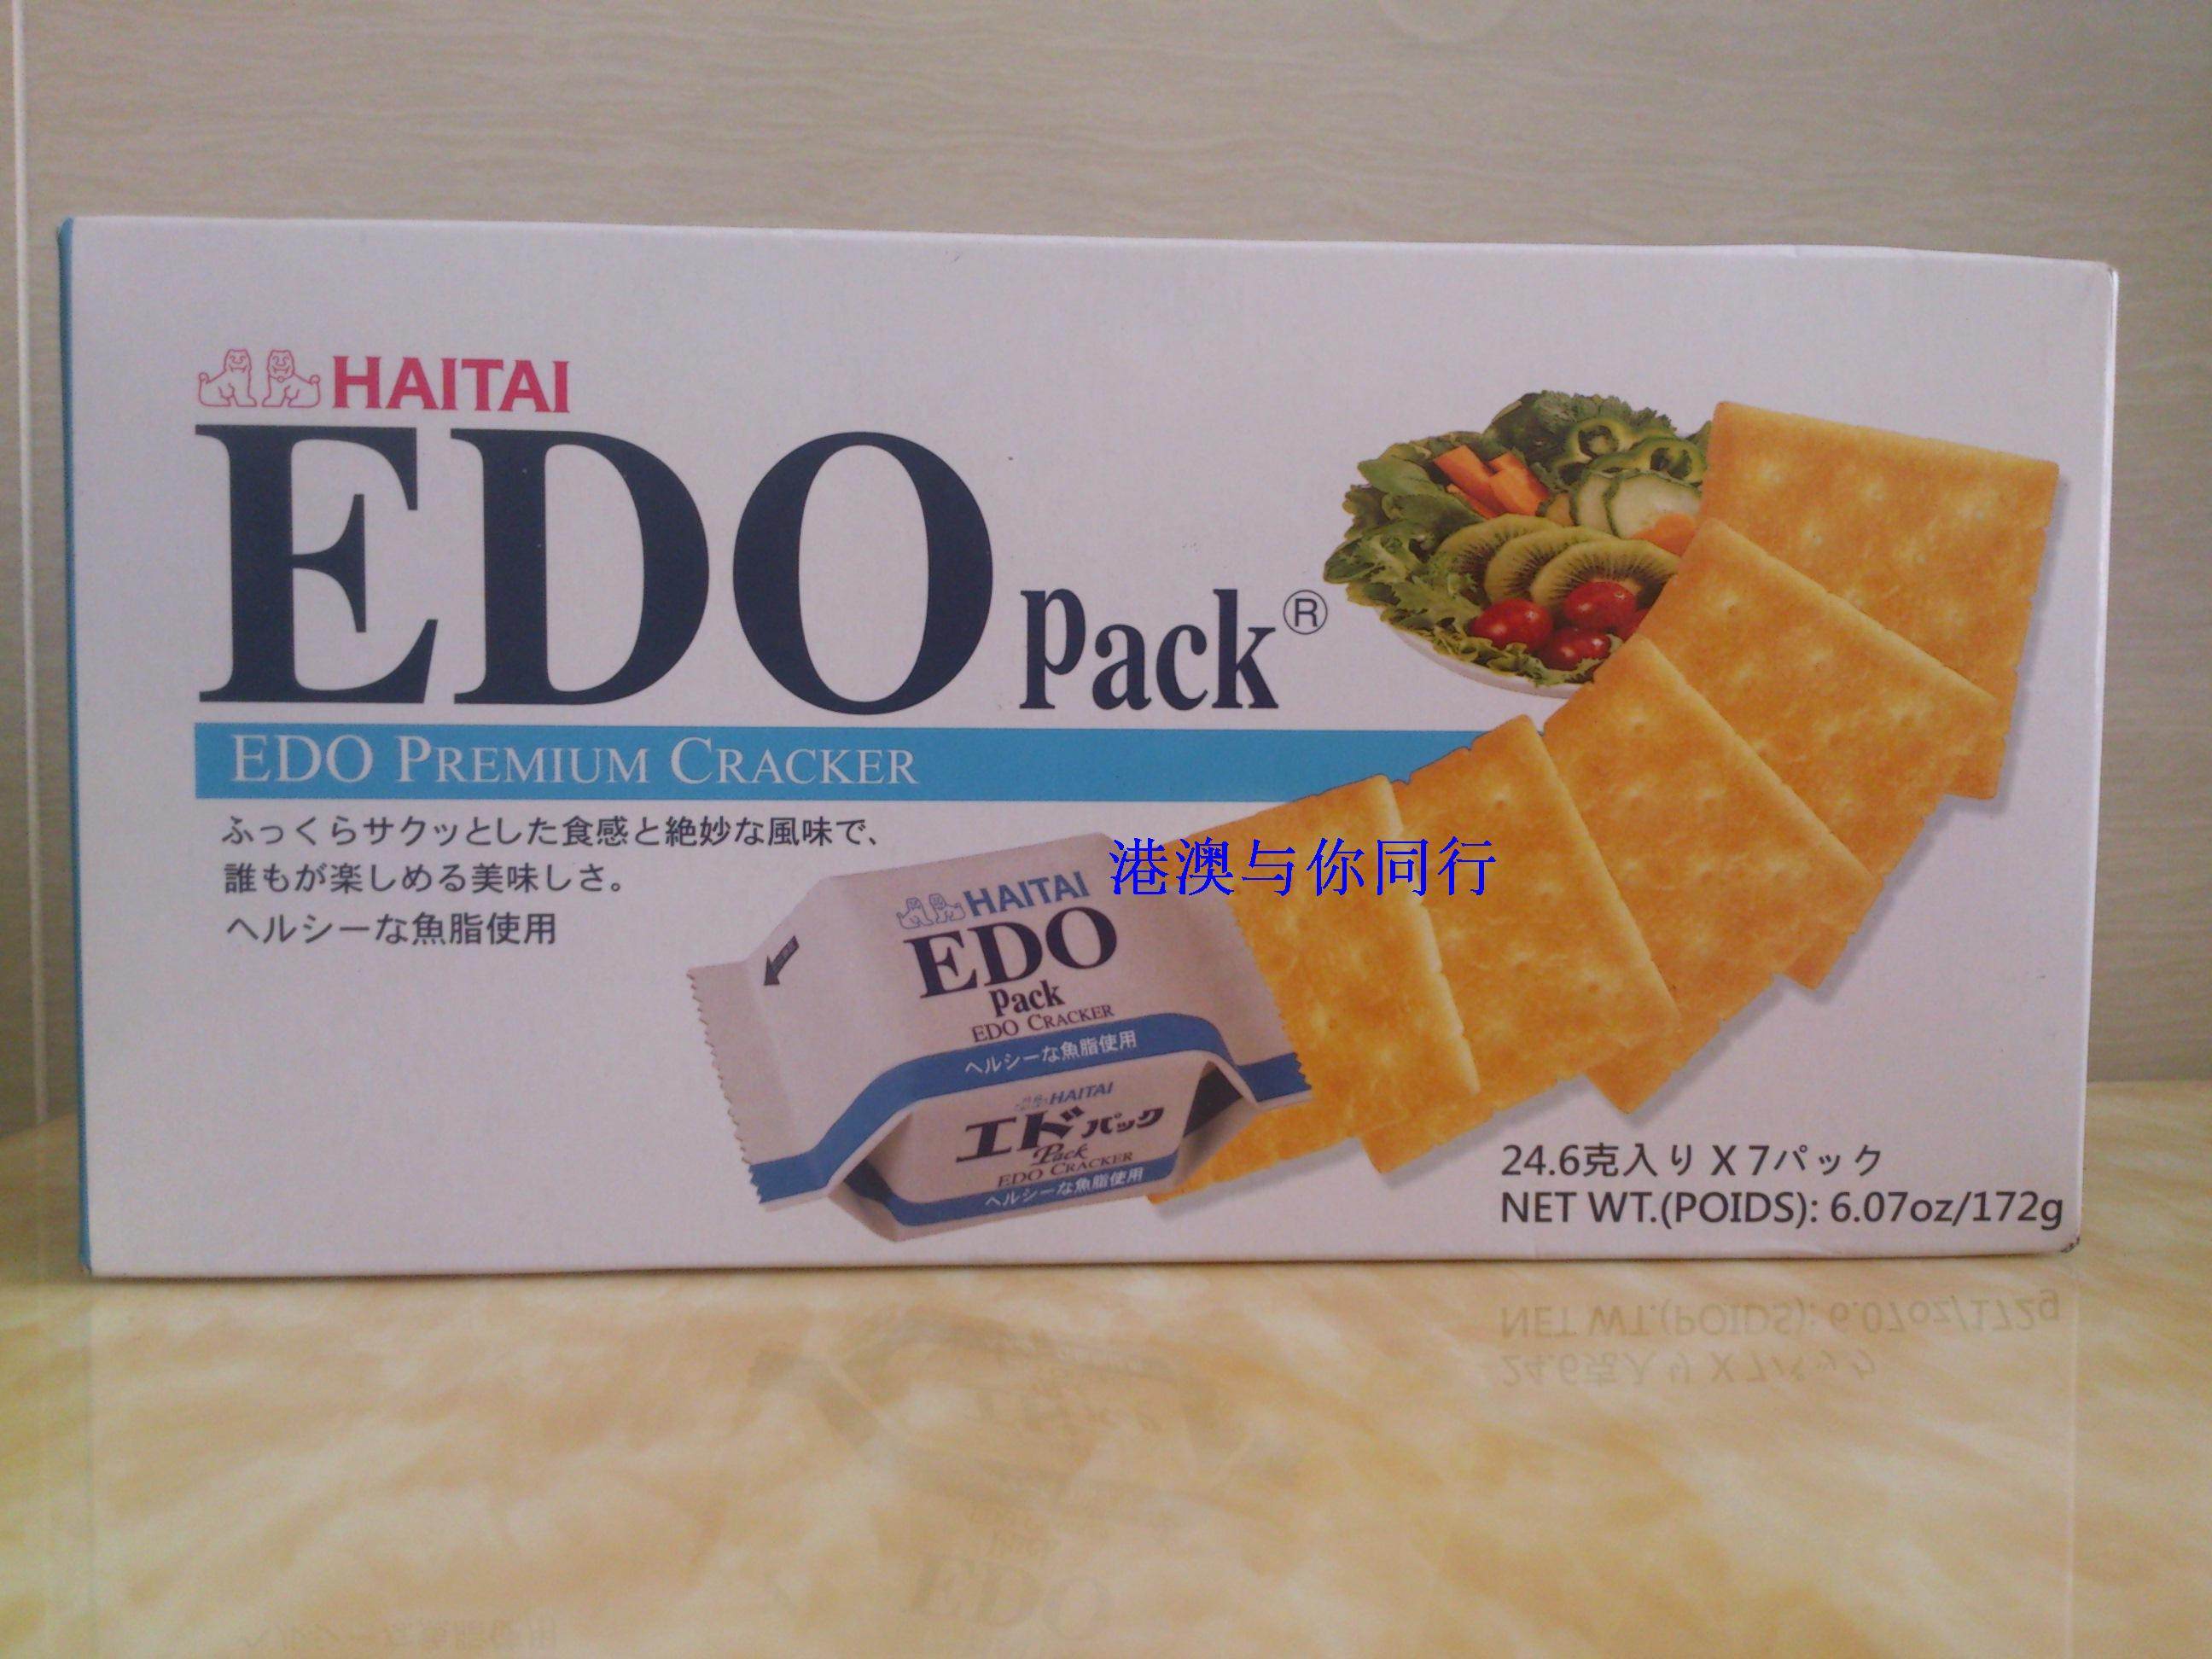 HAITAI
EDO Pack®
EDO PREMIUM CRACKER
ふっくらサクッとした食感と絶妙な風味で、
誰もが楽しめる美味しさ。
ヘルシーな魚脂使用
港澳与你同行
HAITAI
EDO
Pack
EDO CRACKER
ヘルシーな魚脂使用
HAITAI
エドパック
Pack
EDO CRACKER
ヘルシーな魚脂使用
24.6克入り X 7パック
NET WT.(POIDS): 6.07oz/172g